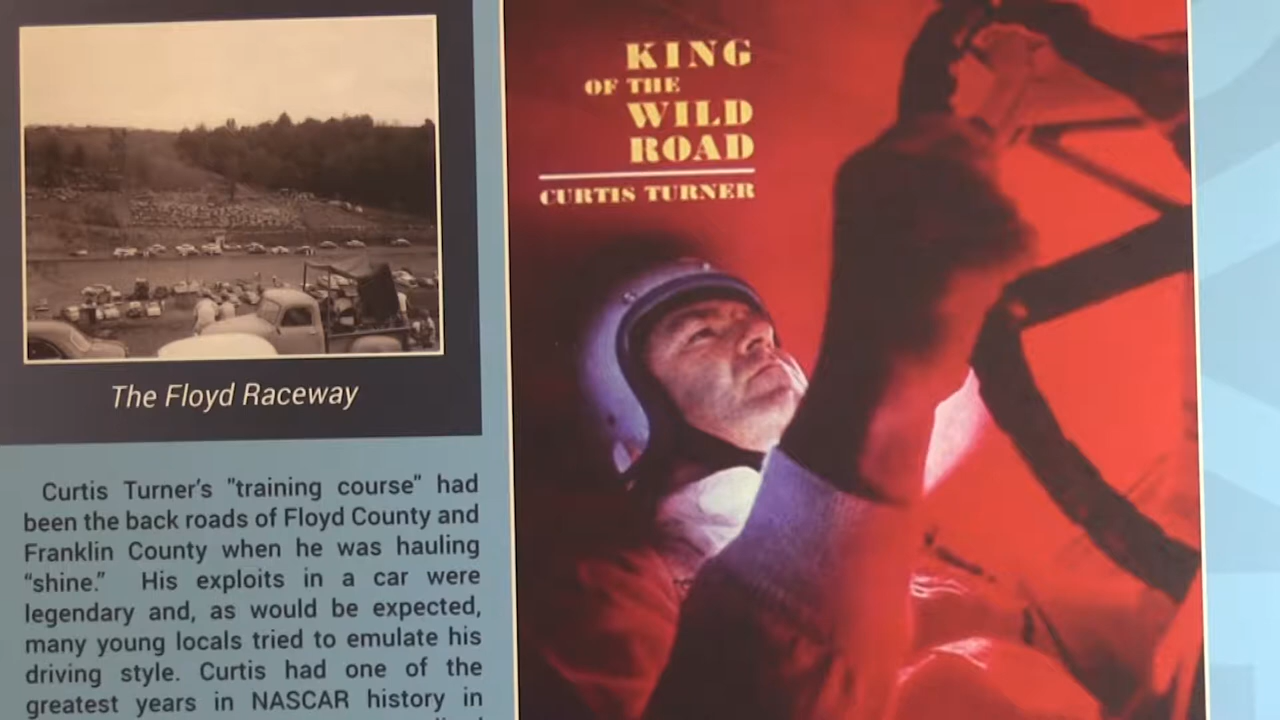 KING
OF THE
WILD
ROAD
CURTIS TURNER
The Floyd Raceway
Curtis Turner's "training course" had
been the back roads of Floyd County and
Franklin County when he was hauling
“shine.” His exploits in a car were
legendary and, as would be expected,
many young locals tried to emulate his
driving style. Curtis had one of the
greatest years in NASCAR history in